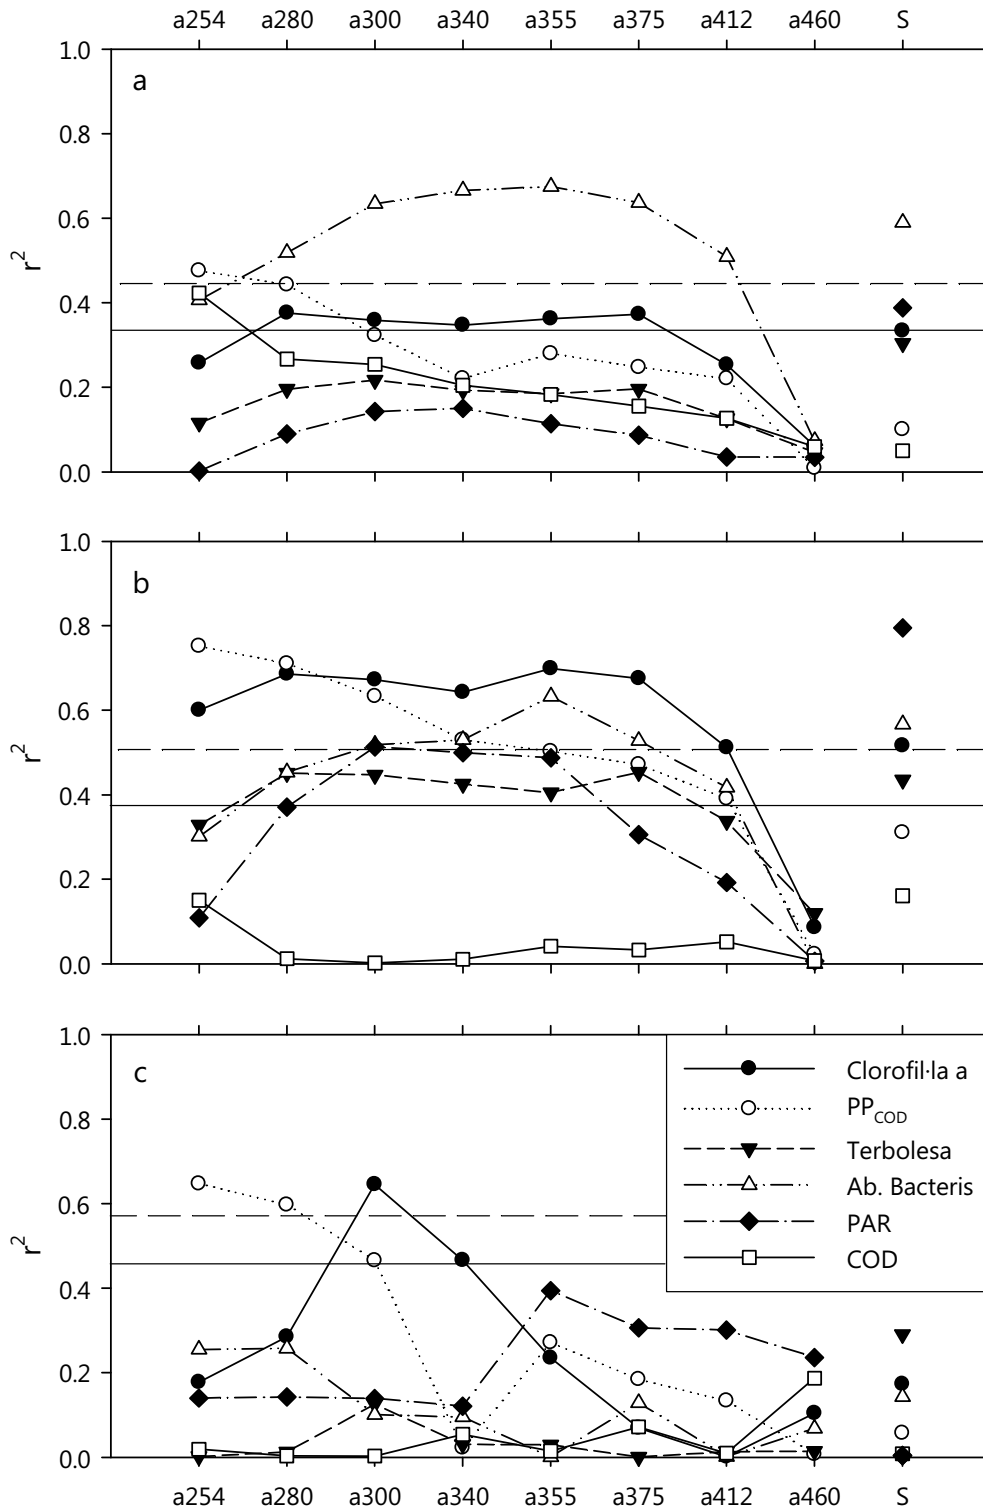 a254 a280 a300 a340 a355 a375 a412 a460 S
1.0
a
0.8
0.6
r²
0.4
0.2
0.0
1.0
b
0.8
0.6
r²
0.4
0.2
0.0
1.0
c
Clorofil·la a
0.8
PPCOD
Terbolesa
0.6
Ab. Bacteris
r²
PAR
COD
0.4
0.2
0.0
a254 a280 a300 a340 a355 a375 a412 a460 S